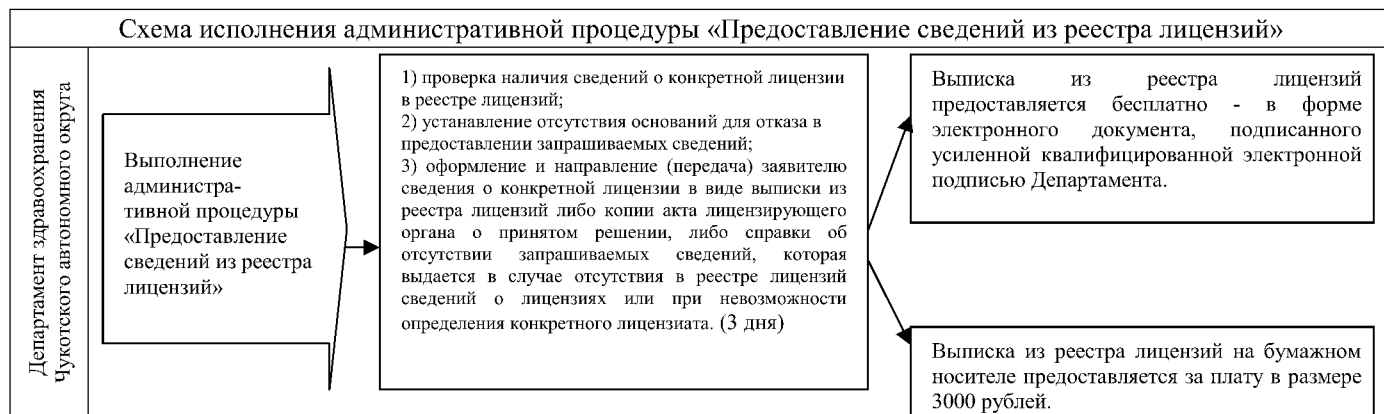 Схема исполнения административной процедуры «Предоставление сведений из реестра лицензий»
Департамент здравоохранения
Чукотского автономного округа
Выполнение
администра-
тивной процедуры
«Предоставление
сведений из реестра
лицензий»
1) проверка наличия сведений о конкретной лицензии
в реестре лицензий;
2) устанавление отсутствия оснований для отказа в
предоставлении запрашиваемых сведений;
3) оформление и направление (передача) заявителю
сведения о конкретной лицензии в виде выписки из
реестра лицензий либо копии акта лицензирующего
органа о принятом решении, либо справки об
отсутствии запрашиваемых сведений, которая
выдается в случае отсутствия в реестре лицензий
сведений о лицензиях или при невозможности
определения конкретного лицензиата. (3 дня)
Выписка из реестра лицензий
предоставляется бесплатно - в форме
электронного документа, подписанного
усиленной квалифицированной электронной
подписью Департамента.
Выписка из реестра лицензий на бумажном
носителе предоставляется за плату в размере
3000 рублей.